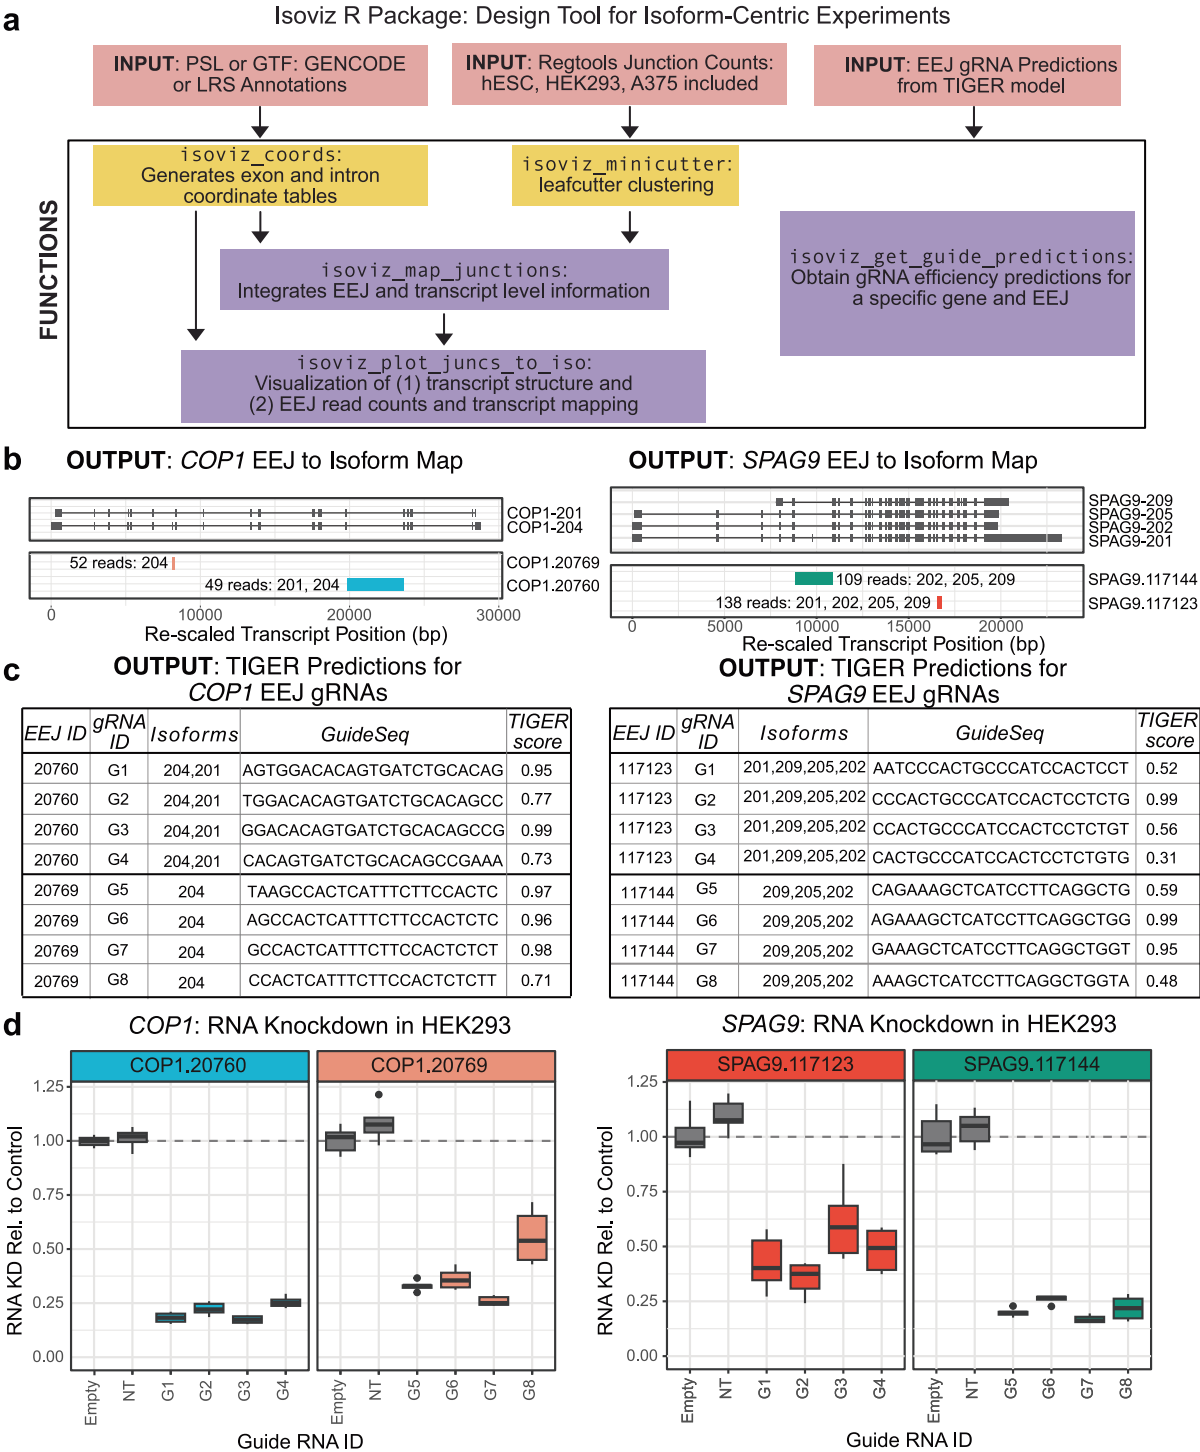 a
Isoviz R Package: Design Tool for Isoform-Centric Experiments
INPUT: PSL or GTF: GENCODE
or LRS Annotations
INPUT: Regtools Junction Counts:
hESC, HEK293, A375 included
INPUT: EEJ gRNA Predictions
from TIGER model
FUNCTIONS
isoviz_coords:
Generates exon and intron
coordinate tables
isoviz_minicutter:
leafcutter clustering
isoviz_map_junctions:
Integrates EEJ and transcript level information
isoviz_get_guide_predictions:
Obtain gRNA efficiency predictions for
a specific gene and EEJ
isoviz_plot_juncs_to_iso:
Visualization of (1) transcript structure and
(2) EEJ read counts and transcript mapping
b
OUTPUT: COP1 EEJ to Isoform Map
COP1-201
COP1-204
52 reads: 204
COP1.20769
49 reads: 201, 204
COP1.20760
0 10000 20000 30000
Re-scaled Transcript Position (bp)
OUTPUT: SPAG9 EEJ to Isoform Map
SPAG9-209
SPAG9-205
SPAG9-202
SPAG9-201
109 reads: 202, 205, 209
SPAG9.117144
138 reads: 201, 202, 205, 209
SPAG9.117123
0 5000 10000 15000 20000
Re-scaled Transcript Position (bp)
c
OUTPUT: TIGER Predictions for
COP1 EEJ gRNAs
EEJ ID gRNA ID Isoforms GuideSeq TIGER score
20760 G1 204,201 AGTGGACACAGTGATCTGCACAG 0.95
20760 G2 204,201 TGGACACAGTGATCTGCACAGCC 0.77
20760 G3 204,201 GGACACAGTGATCTGCACAGCCG 0.99
20760 G4 204,201 CACAGTGATCTGCACAGCCGAAA 0.73
20769 G5 204 TAAGCCACTCATTTCTTCCACTC 0.97
20769 G6 204 AGCCACTCATTTCTTCCACTCTC 0.96
20769 G7 204 GCCACTCATTTCTTCCACTCTCT 0.98
20769 G8 204 CCACTCATTTCTTCCACTCTCTT 0.71
OUTPUT: TIGER Predictions for
SPAG9 EEJ gRNAs
EEJ ID gRNA ID Isoforms GuideSeq TIGER score
117123 G1 201,209,205,202 AATCCCACTGCCCATCCACTCCT 0.52
117123 G2 201,209,205,202 CCCACTGCCCATCCACTCCTCTG 0.99
117123 G3 201,209,205,202 CCACTGCCCATCCACTCCTCTGT 0.56
117123 G4 201,209,205,202 CACTGCCCATCCACTCCTCTGTG 0.31
117144 G5 209,205,202 CAGAAAGCTCATCCTTCAGGCTG 0.59
117144 G6 209,205,202 AGAAAGCTCATCCTTCAGGCTGG 0.99
117144 G7 209,205,202 GAAAGCTCATCCTTCAGGCTGGT 0.95
117144 G8 209,205,202 AAAGCTCATCCTTCAGGCTGGTA 0.48
d
COP1: RNA Knockdown in HEK293
COP1.20760
COP1.20769
RNA KD Rel. to Control
1.25
1.00
0.75
0.50
0.25
0.00
Empty NT G1 G2 G3 G4
Empty NT G5 G6 G7 G8
Guide RNA ID
SPAG9: RNA Knockdown in HEK293
SPAG9.117123
SPAG9.117144
RNA KD Rel. to Control
1.25
1.00
0.75
0.50
0.25
0.00
Empty NT G1 G2 G3 G4
Empty NT G5 G6 G7 G8
Guide RNA ID